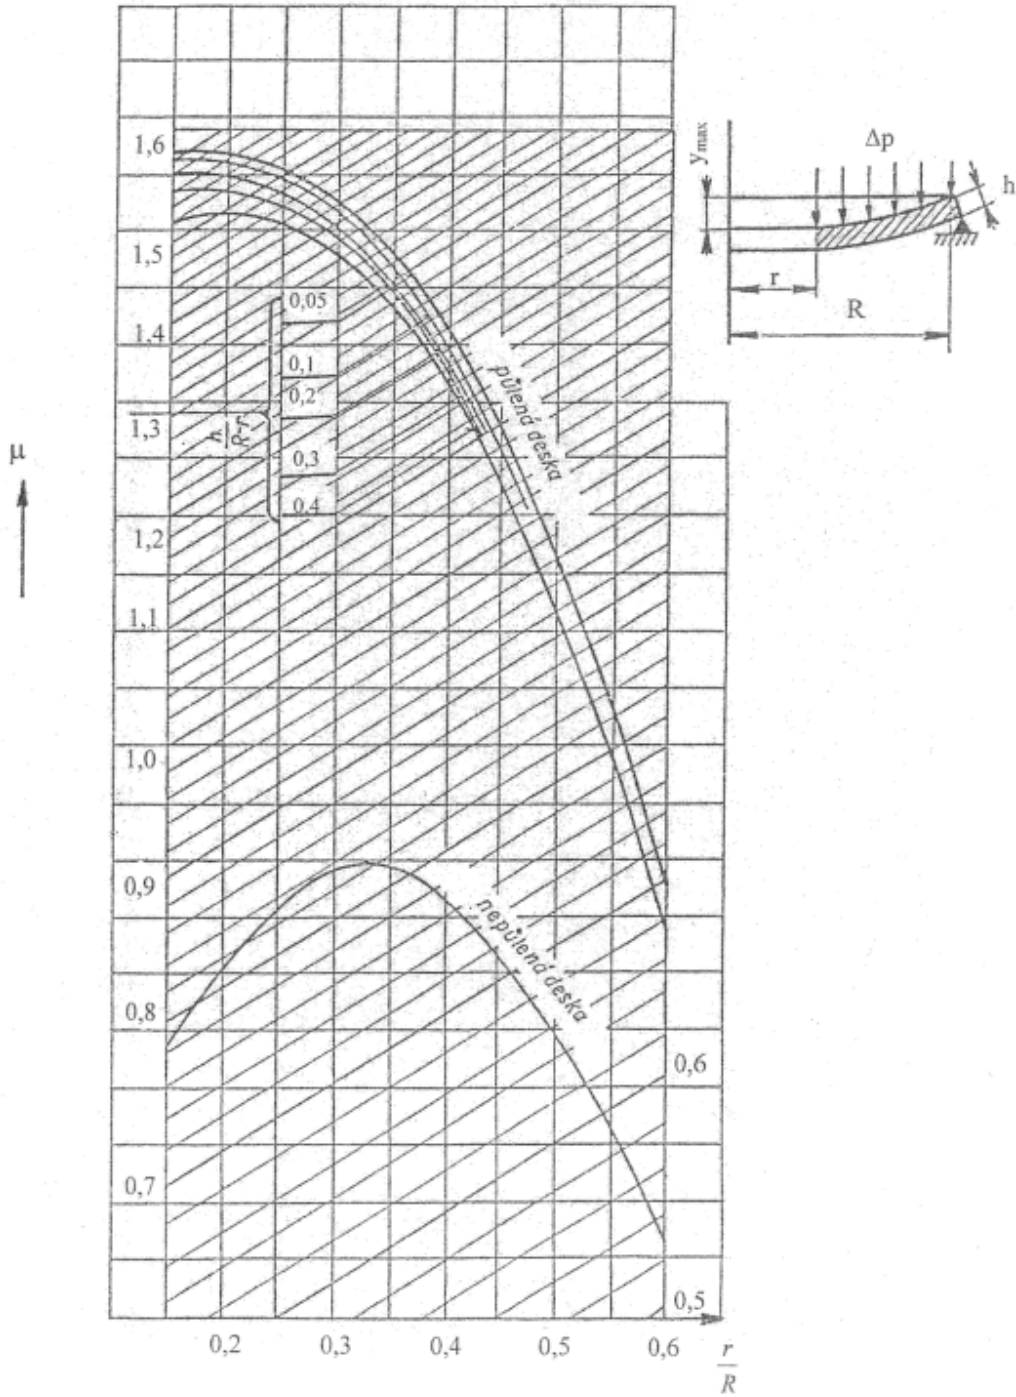 1,6
1,5
1,4
1,3
1,2
1,1
1,0
0,9
0,8
0,7
μ
0,05
0,1
0,2
0,3
0,4
h
R-r
půlená deska
nepůlená deska
0,6
0,5
0,2
0,3
0,4
0,5
0,6
r
R
ymax
Δp
h
r
R